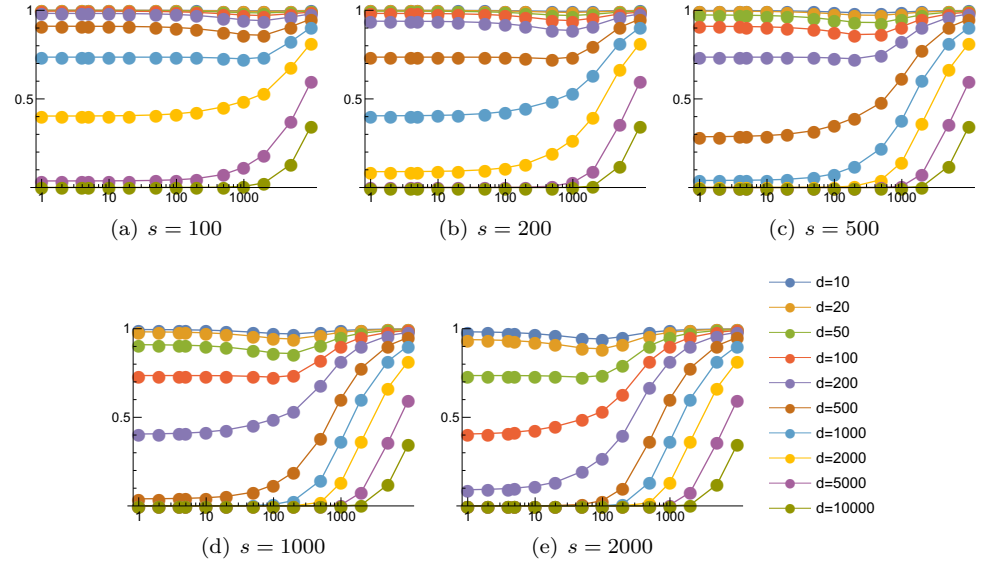 1
0.5
1 10 100 1000
(a) s = 100
1
0.5
1 10 100 1000
(b) s = 200
1
0.5
1 10 100 1000
(c) s = 500
1
0.5
1 10 100 1000
(d) s = 1000
1
0.5
1 10 100 1000
(e) s = 2000
d=10
d=20
d=50
d=100
d=200
d=500
d=1000
d=2000
d=5000
d=10000